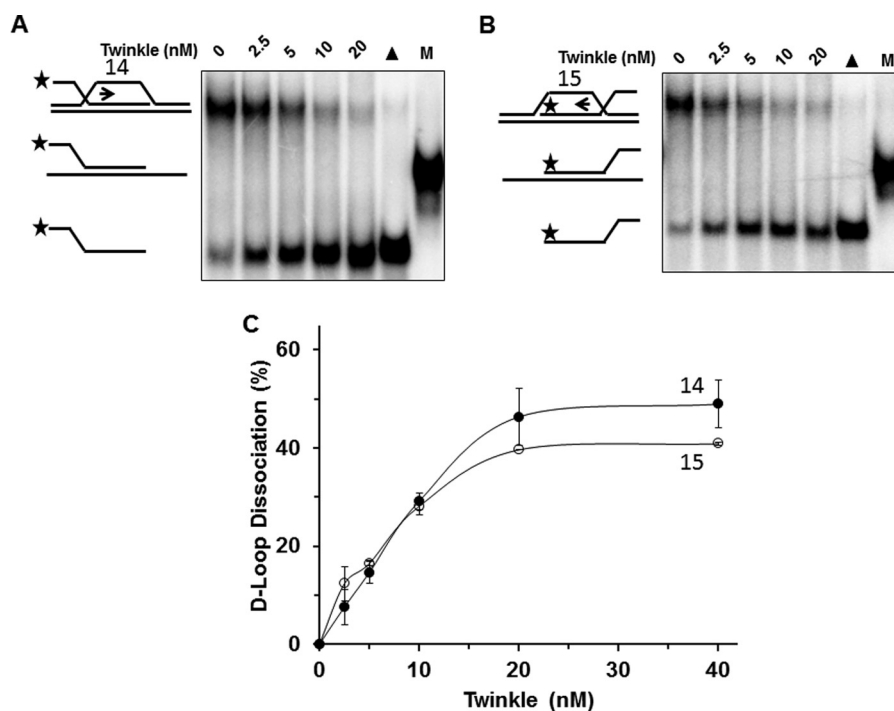 A
Twinkle (nM) 0 2.5 5 10 20 ▲ M
14
B
Twinkle (nM) 0 2.5 5 10 20 ▲ M
15
C
60
40
20
0
D-Loop Dissociation (%)
14
15
0 10 20 30 40
Twinkle (nM)